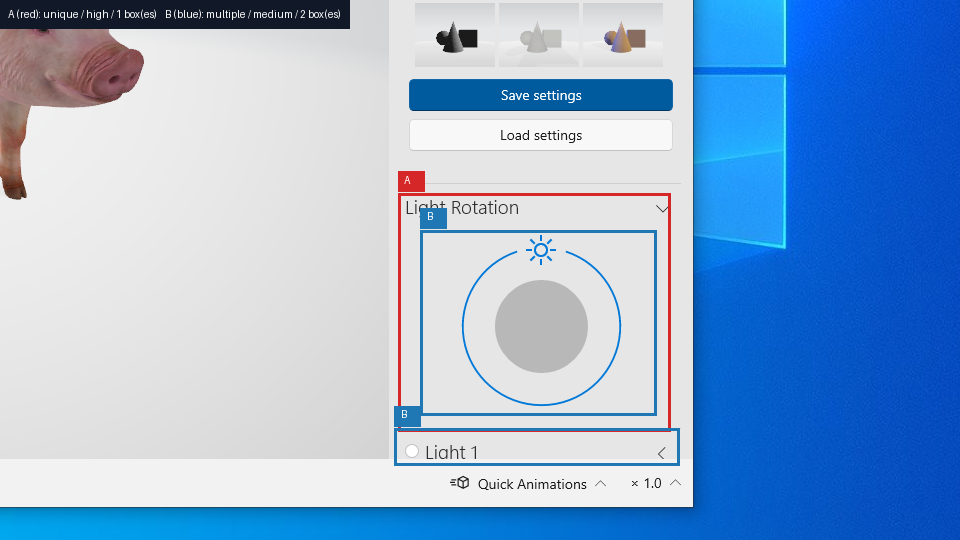 A (red): unique / high / 1 box(es) B (blue): multiple / medium / 2 box(es)
Save settings
Load settings
A
Light Rotation
B
B
Light 1
Quick Animations
× 1.0